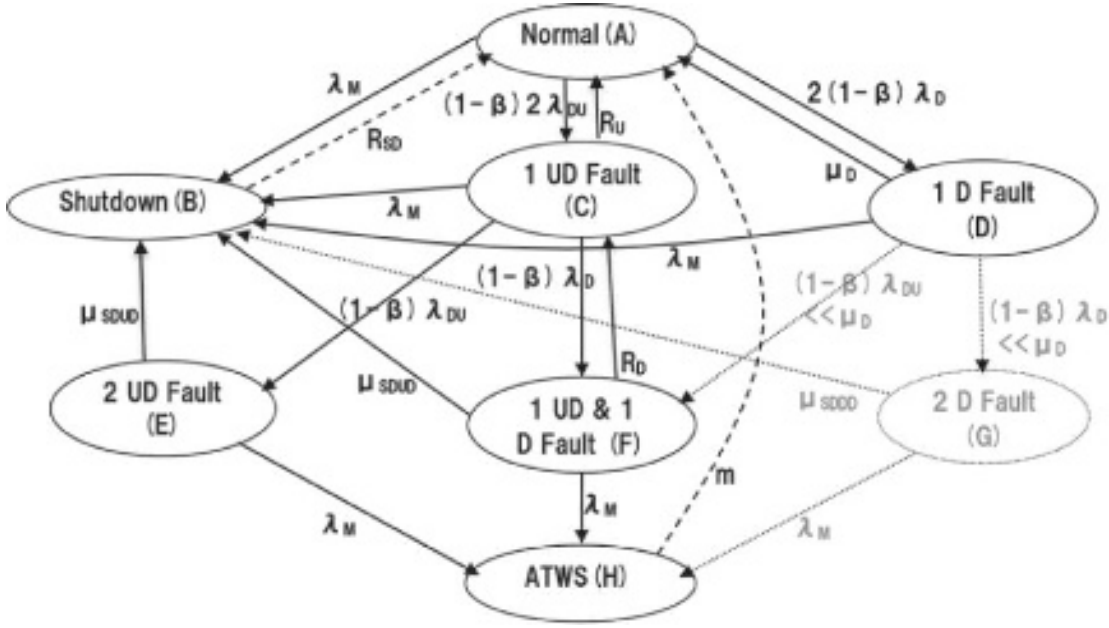 Normal (A)
λM
(1-β) 2 λDU
2 (1-β) λD
RSD
RU
μD
Shutdown (B)
1 UD Fault
(C)
1 D Fault
(D)
λM
λM
(1-β) λD
(1-β) λDU
<< μD
(1-β) λD
<< μD
μSDUD
(1-β) λDU
2 UD Fault
(E)
μSDUD
RD
1 UD & 1
D Fault (F)
μSDDD
2 D Fault
(G)
m
λM
λM
λM
ATWS (H)